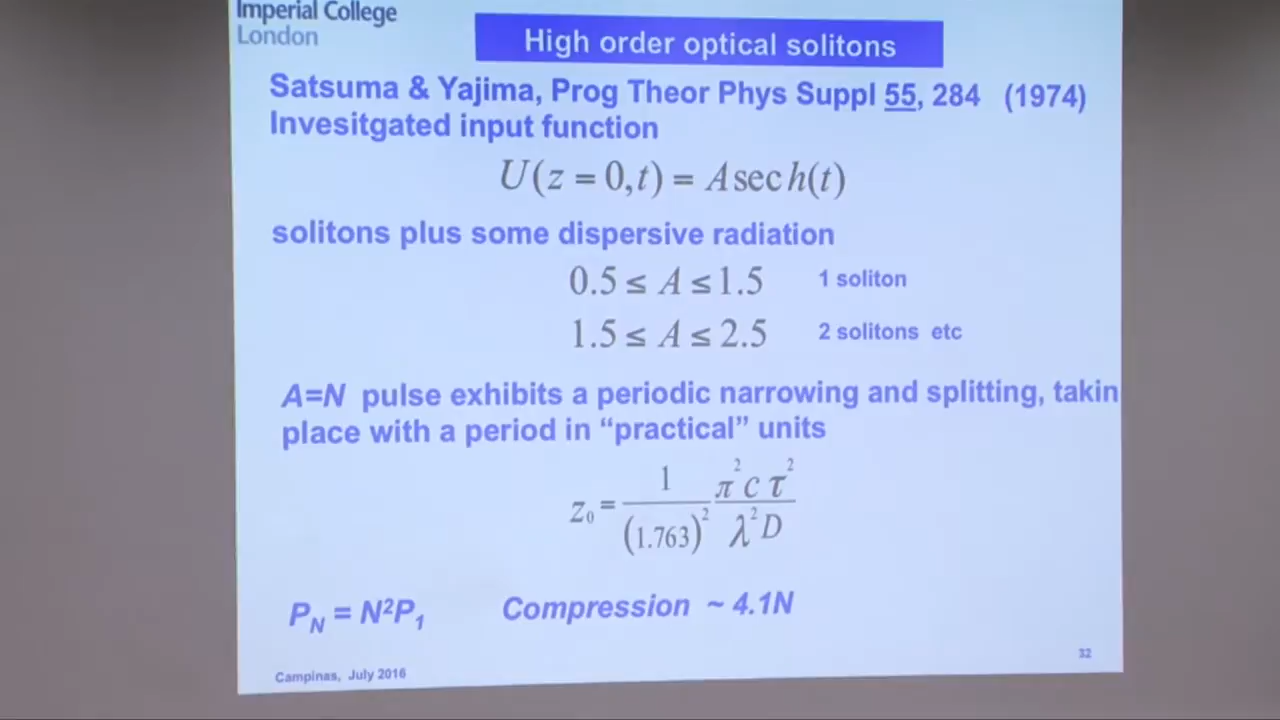 Imperial College
London
High order optical solitons
Satsuma & Yajima, Prog Theor Phys Suppl 55, 284 (1974)
Invesitgated input function
U(z = 0,t) = A sec h(t)
solitons plus some dispersive radiation
0.5 ≤ A ≤ 1.5 1 soliton
1.5 ≤ A ≤ 2.5 2 solitons etc
A=N pulse exhibits a periodic narrowing and splitting, takin
place with a period in “practical” units
z₀ = 1/(1.763)² π²cτ²/λ²D
P_N = N²P₁ Compression ~ 4.1N
32
Campinas, July 2016